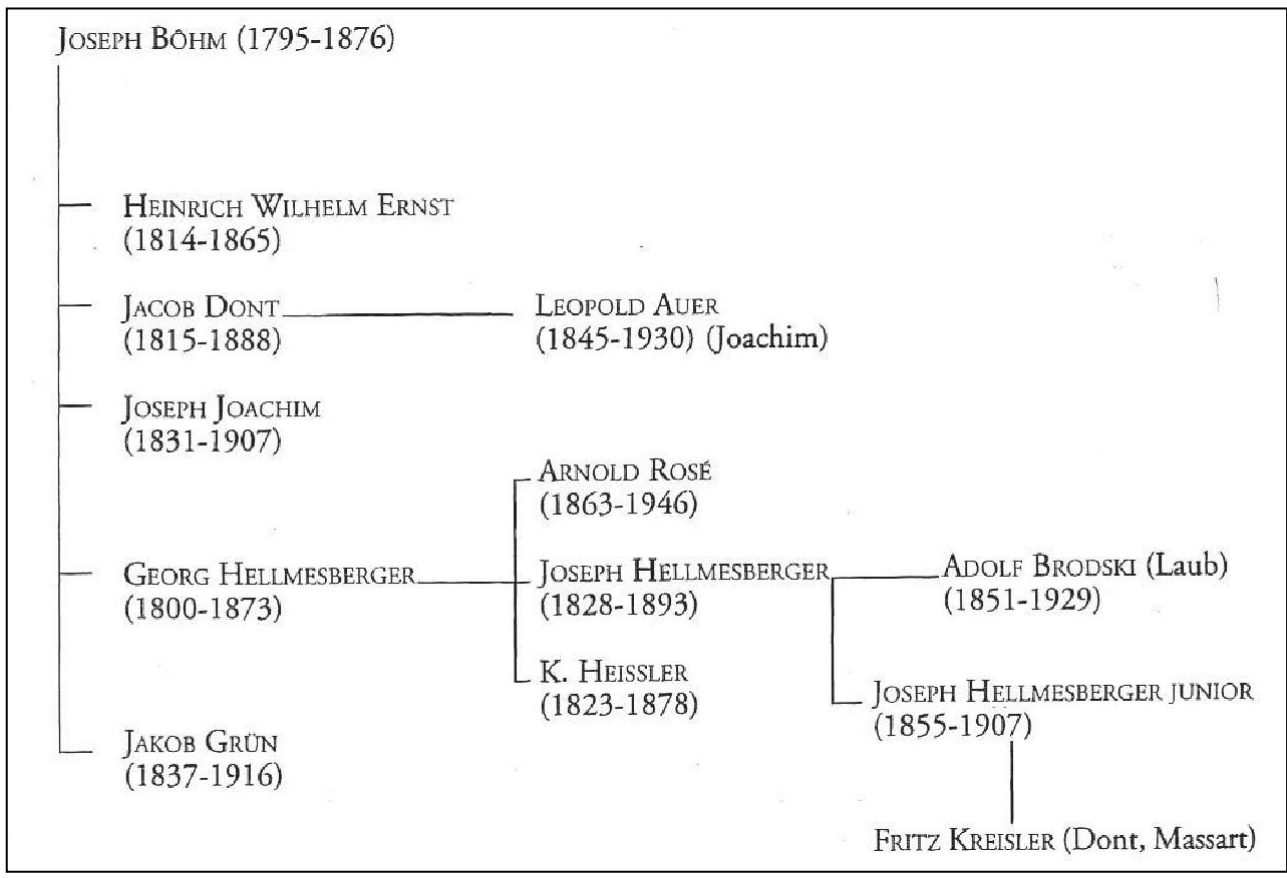 JOSEPH BÔHM (1795-1876)
HEINRICH WILHELM ERNST
(1814-1865)
JACOB DONT
(1815-1888)
LEOPOLD AUER
(1845-1930) (Joachim)
JOSEPH JOACHIM
(1831-1907)
ARNOLD ROSÉ
(1863-1946)
GEORG HELLMESBERGER
(1800-1873)
JOSEPH HELLMESBERGER
(1828-1893)
ADOLF BRODSKI (Laub)
(1851-1929)
K. HEISSLER
(1823-1878)
JOSEPH HELLMESBERGER JUNIOR
(1855-1907)
JAKOB GRÜN
(1837-1916)
FRITZ KREISLER (Dont, Massart)